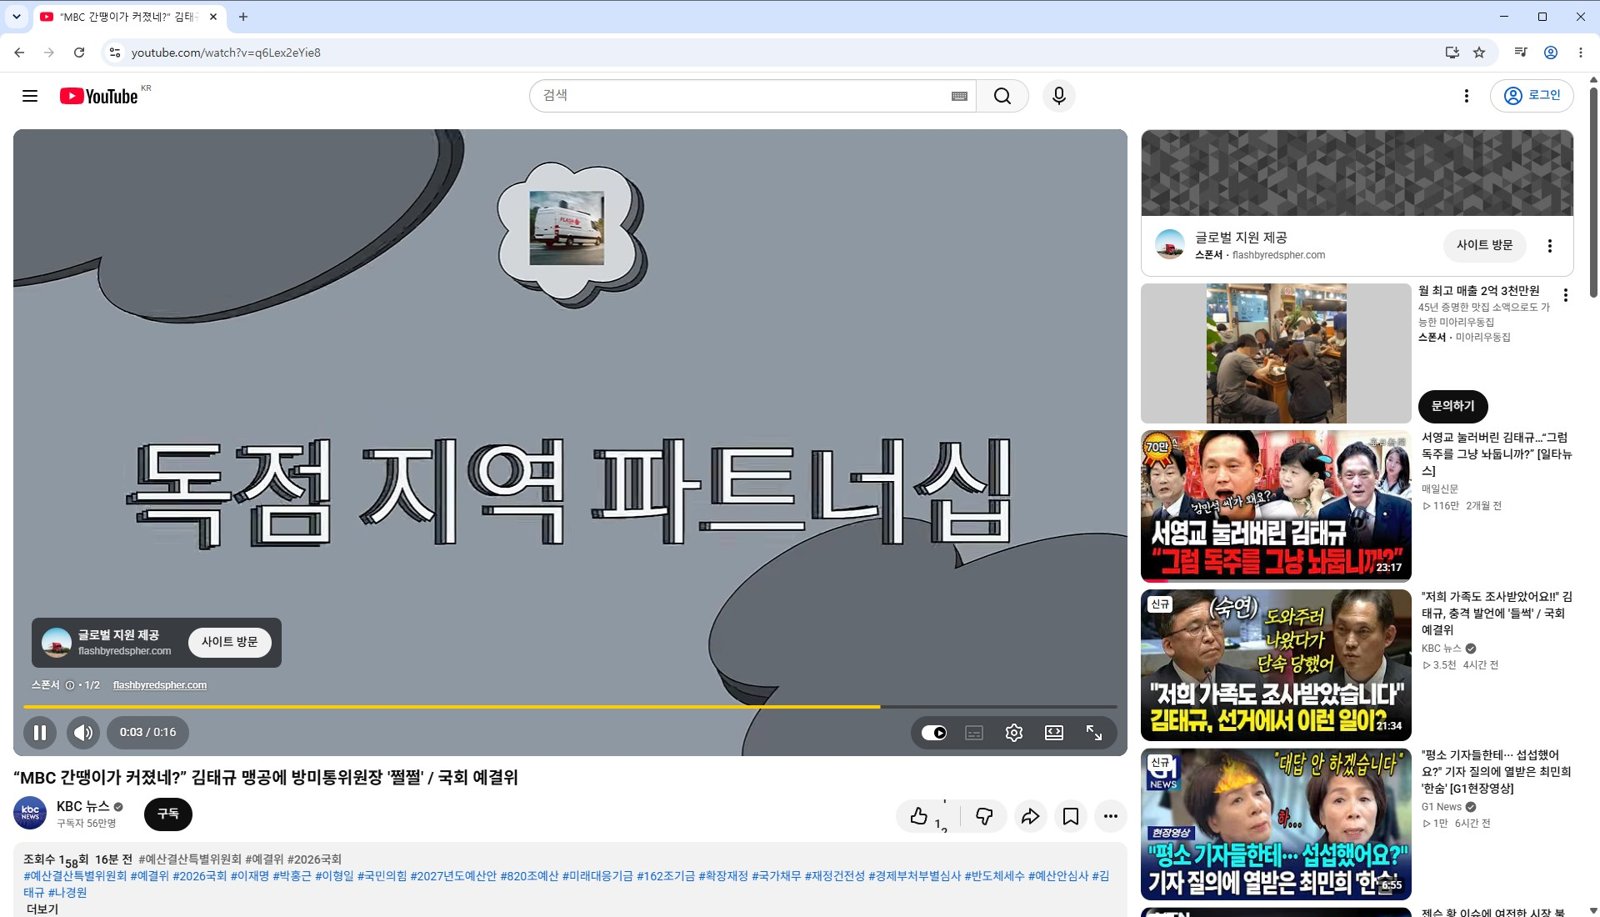 "MBC 간땡이가 커졌네?" 김태규
youtube.com/watch?v=q6Lex2eYie8
YouTube KR
검색
로그인
독점 지역 파트너십
글로벌 지원 제공
flashbyredspher.com
사이트 방문
스폰서 · 1/2 flashbyredspher.com
0:03 / 0:16
“MBC 간땡이가 커졌네?” 김태규 맹공에 방미통위원장 '쩔쩔' / 국회 예결위
kbc NEWS
KBC 뉴스
구독자 56만명
구독
조회수 158회 16분 전 #예산결산특별위원회 #예결위 #2026국회
#예산결산특별위원회 #예결위 #2026국회 #이재명 #박홍근 #이형일 #국민의힘 #2027년도예산안 #820조예산 #미래대응기금 #162조기금 #확장재정 #국가채무 #재정건전성 #경제부처부별심사 #반도체세수 #예산안심사 #김
태규 #나경원
더보기
글로벌 지원 제공
스폰서 · flashbyredspher.com
사이트 방문
월 최고 매출 2억 3천만원
45년 증명한 맛집 소액으로도 가
능한 미아리우동집
스폰서 · 미아리우동집
문의하기
70만
김민석 씨가 왜요?
서영교 눌러버린 김태규
“그럼 독주를 그냥 놔둡니까?”
23:17
서영교 눌러버린 김태규...“그럼
독주를 그냥 놔둡니까?” [일타뉴
스]
매일신문
116만 2개월 전
신규
(숙연)
도와주러
나왔다가
단속 당했어
"저희 가족도 조사받았습니다"
김태규, 선거에서 이런 일이?
21:34
"저희 가족도 조사받았어요!!" 김
태규, 충격 발언에 '들썩' / 국회
예결위
KBC 뉴스
3.5천 4시간 전
신규
G1 NEWS
"대답 안 하겠습니다"
하...
현장영상
"평소 기자들한테… 섭섭했어요?"
기자 질의에 열받은 최민희 '한숨'
6:55
"평소 기자들한테… 섭섭했어
요?" 기자 질의에 열받은 최민희
'한숨' [G1현장영상]
G1 News
1만 6시간 전